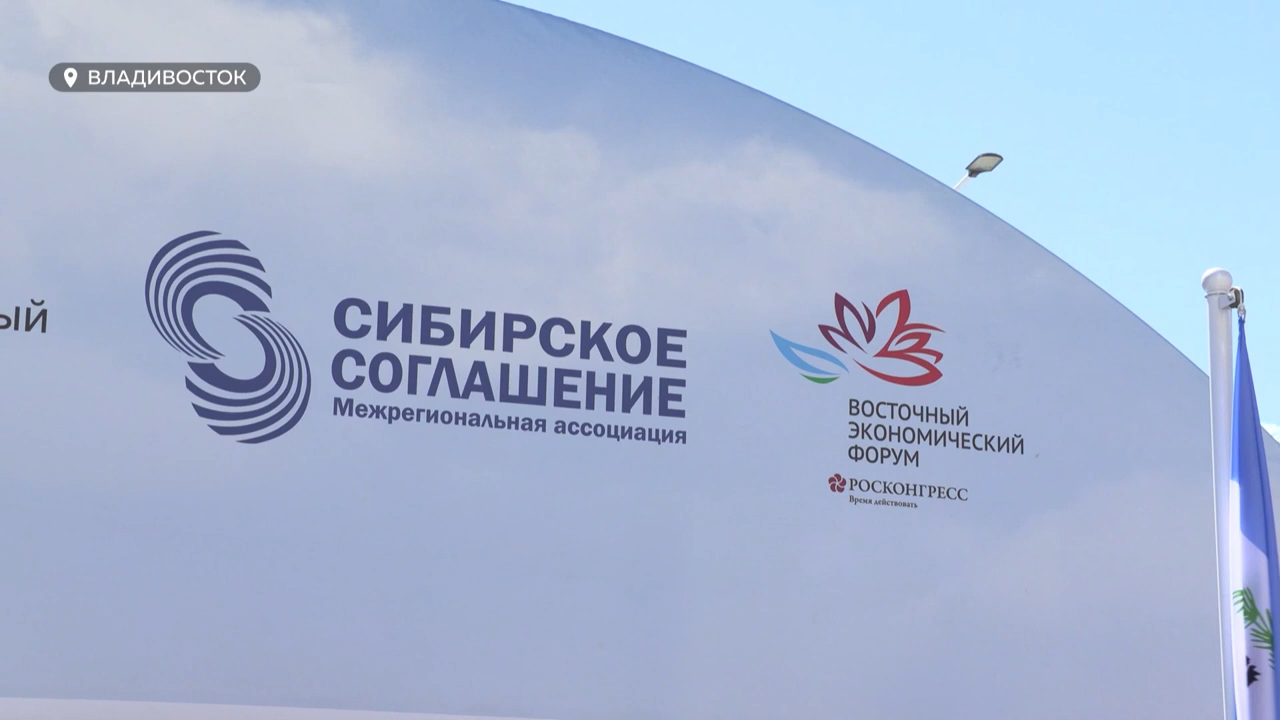 ВЛАДИВОСТОК
ый
СИБИРСКОЕ
СОГЛАШЕНИЕ
Межрегиональная ассоциация
ВОСТОЧНЫЙ
ЭКОНОМИЧЕСКИЙ
ФОРУМ
РОСКОНГРЕСС
Время действовать